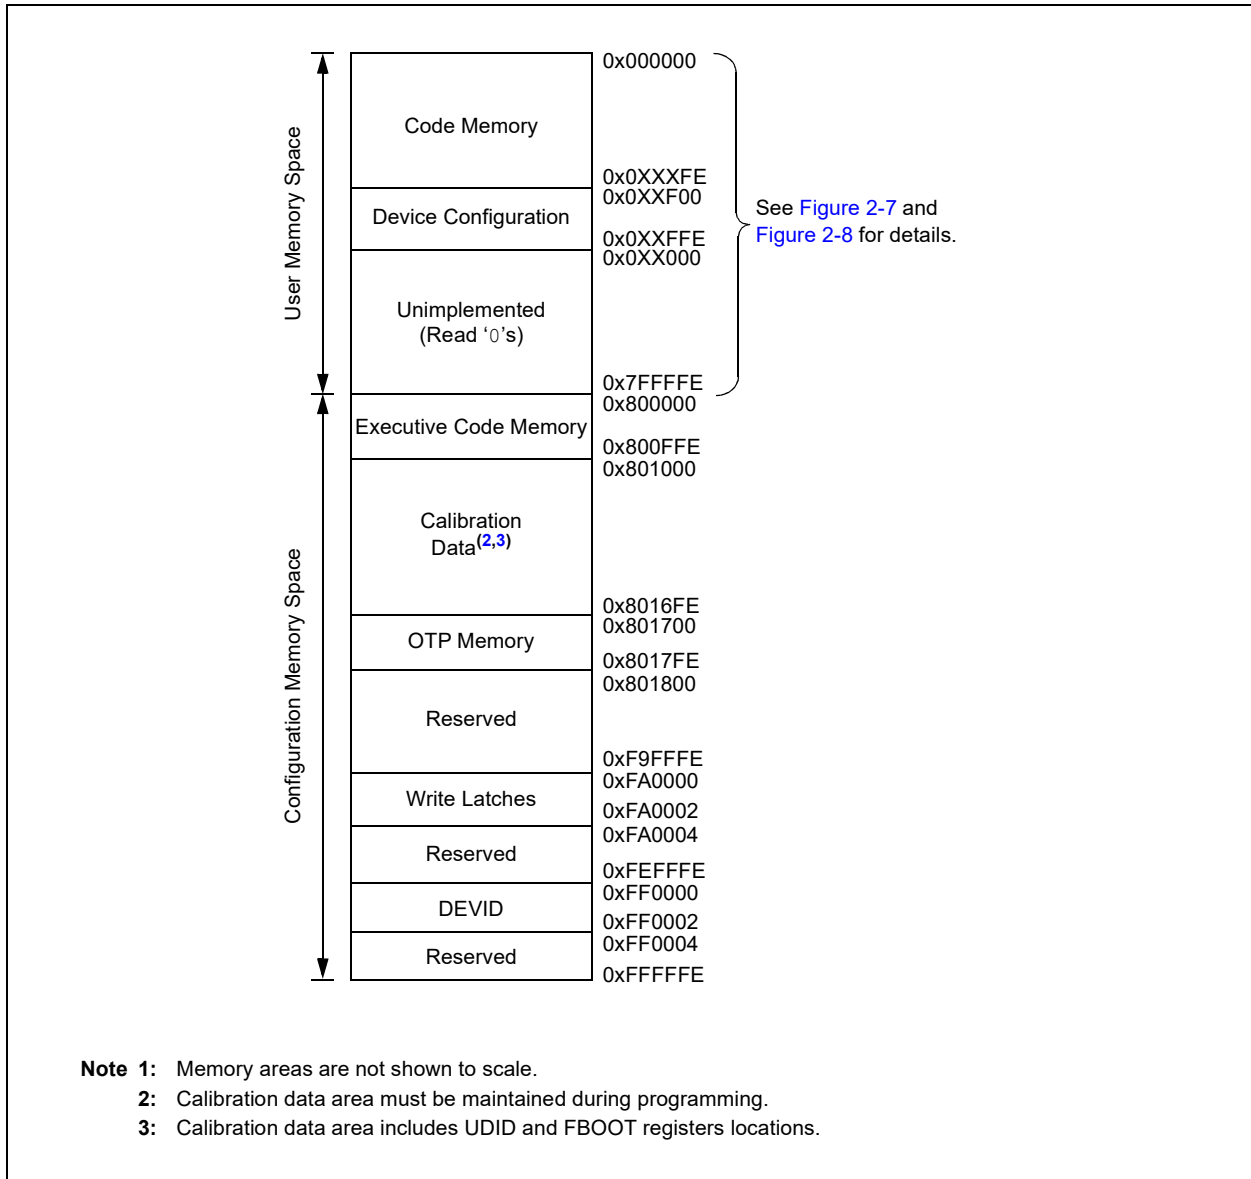 0x000000
Code Memory
0x0XXXFE
0x0XXF00
Device Configuration
0x0XXFFE
0x0XX000
Unimplemented
(Read ‘0’s)
0x7FFFFE
See Figure 2-7 and
Figure 2-8 for details.
User Memory Space
0x800000
Executive Code Memory
0x800FFE
0x801000
Calibration
Data(2,3)
0x8016FE
0x801700
OTP Memory
0x8017FE
0x801800
Reserved
0xF9FFFE
0xFA0000
Write Latches
0xFA0002
0xFA0004
Reserved
0xFEFFFE
0xFF0000
DEVID
0xFF0002
0xFF0004
Reserved
0xFFFFFE
Configuration Memory Space
Note 1: Memory areas are not shown to scale.
2: Calibration data area must be maintained during programming.
3: Calibration data area includes UDID and FBOOT registers locations.